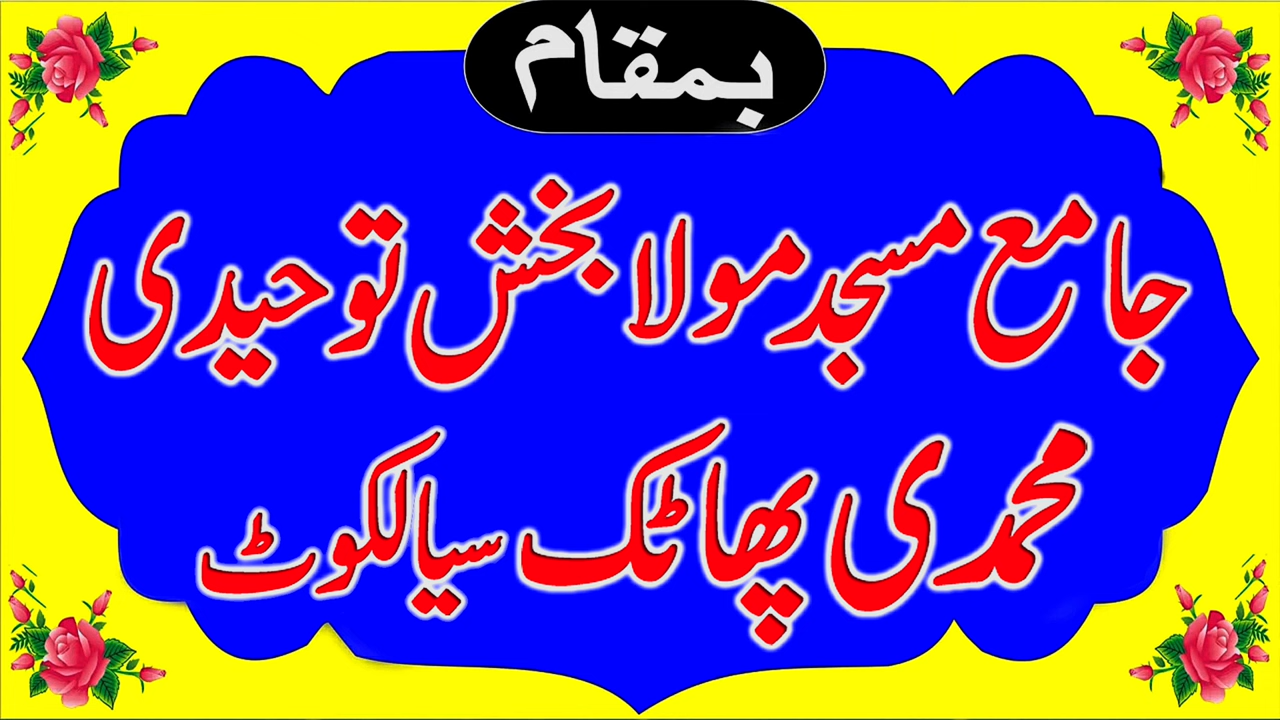 بمقام
جامع مسجد مولا بخش توحیدی
محمدی پھاٹک سیالکوٹ